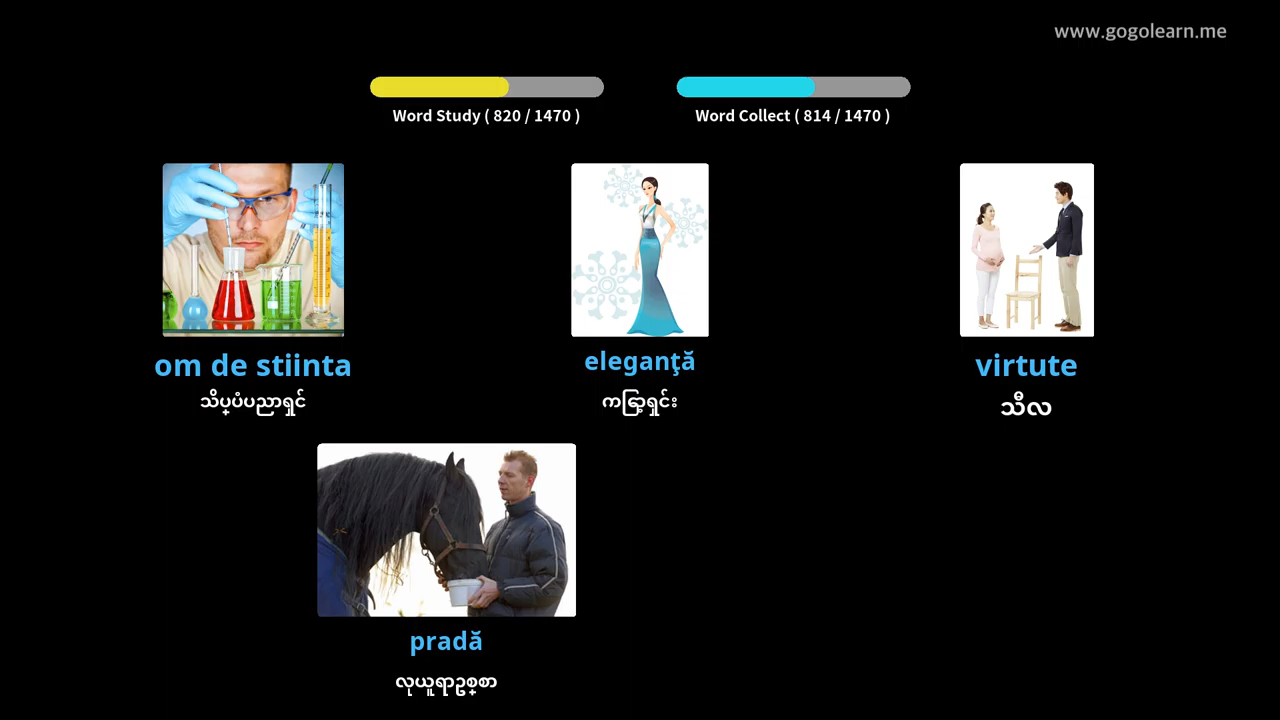 www.gogolearn.me
Word Study ( 820 / 1470 )
Word Collect ( 814 / 1470 )
om de stiinta
eleganţă
virtute
သိပ္ပံပညာရှင်
ကြော့ရှင်း
သီလ
pradă
လုယူရာဥစ္စာ